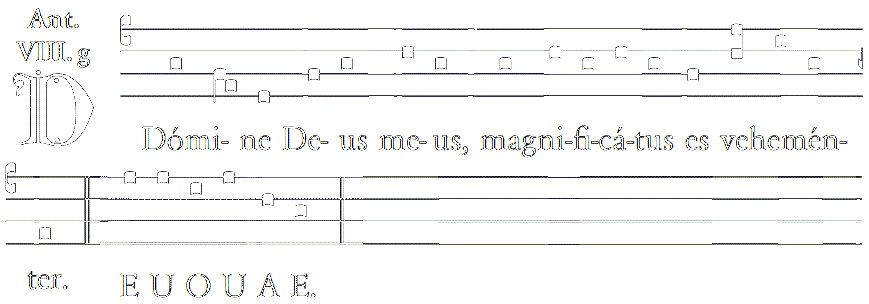 Ant.
VIII. g
Dómi- ne De- us me- us, magni-fi-cá-tus es vehemén-
ter. E U O U A E.